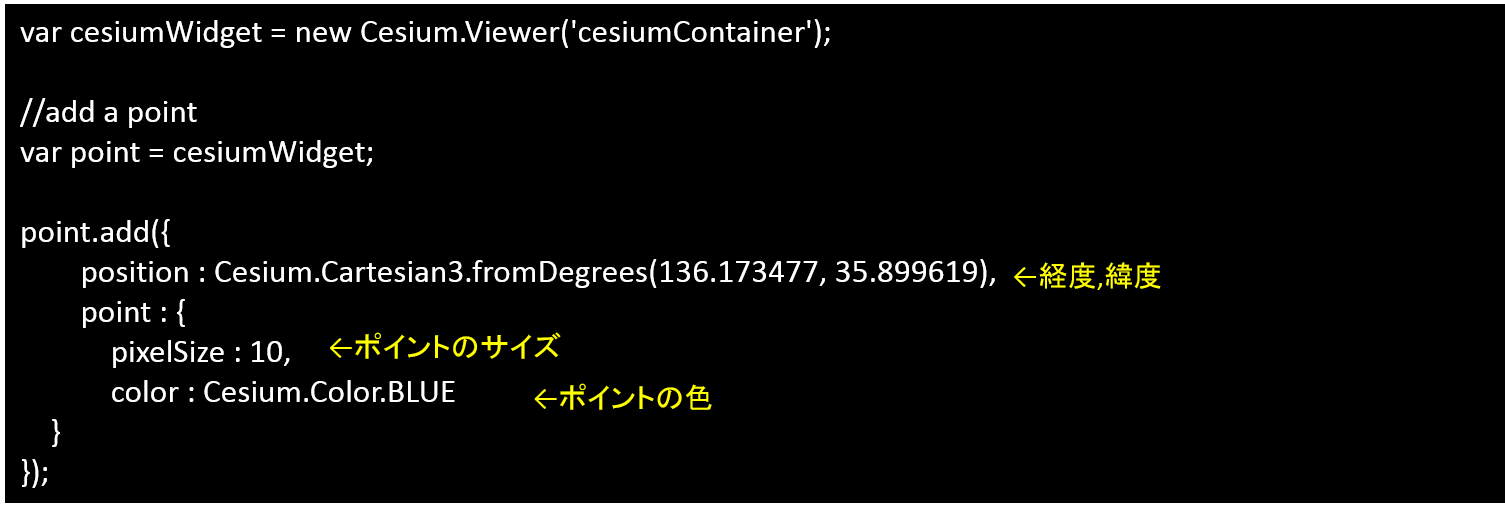 var cesiumWidget = new Cesium.Viewer('cesiumContainer');
//add a point
var point = cesiumWidget;
point.add({
position : Cesium.Cartesian3.fromDegrees(136.173477, 35.899619), ←経度,緯度
point : {
pixelSize : 10, ←ポイントのサイズ
color : Cesium.Color.BLUE ←ポイントの色
}
});